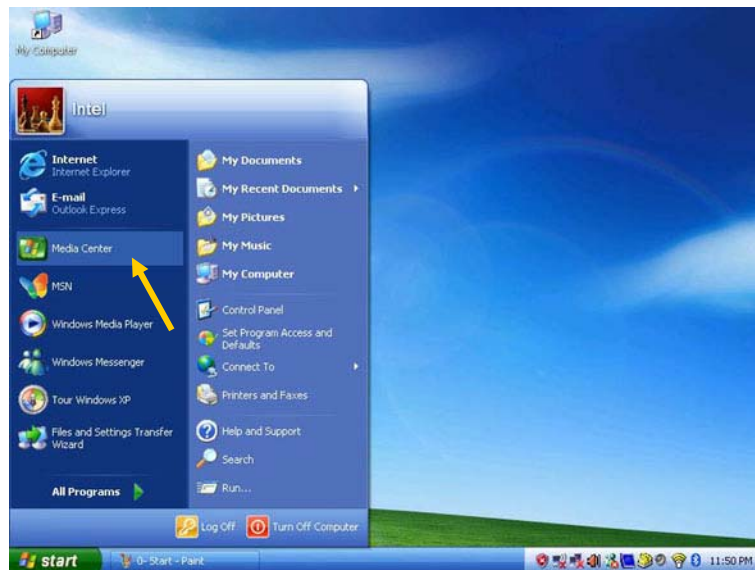 My Computer
Intel
Internet
Internet Explorer
E-mail
Outlook Express
Media Center
MSN
Windows Media Player
Windows Messenger
Tour Windows XP
Files and Settings Transfer
Wizard
All Programs
My Documents
My Recent Documents
My Pictures
My Music
My Computer
Control Panel
Set Program Access and
Defaults
Connect To
Printers and Faxes
Help and Support
Search
Run...
Log Off
Turn Off Computer
start
0- Start - Paint
11:50 PM